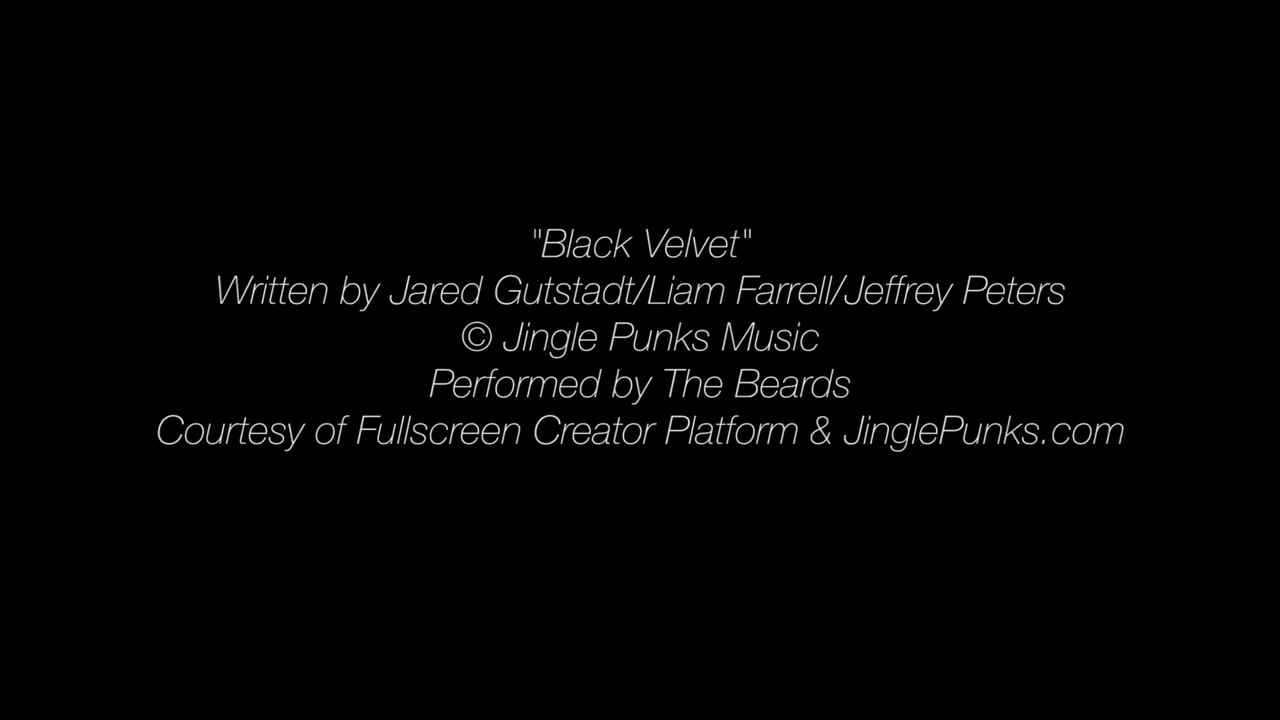 "Black Velvet"
Written by Jared Gutstadt/Liam Farrell/Jeffrey Peters
© Jingle Punks Music
Performed by The Beards
Courtesy of Fullscreen Creator Platform & JinglePunks.com